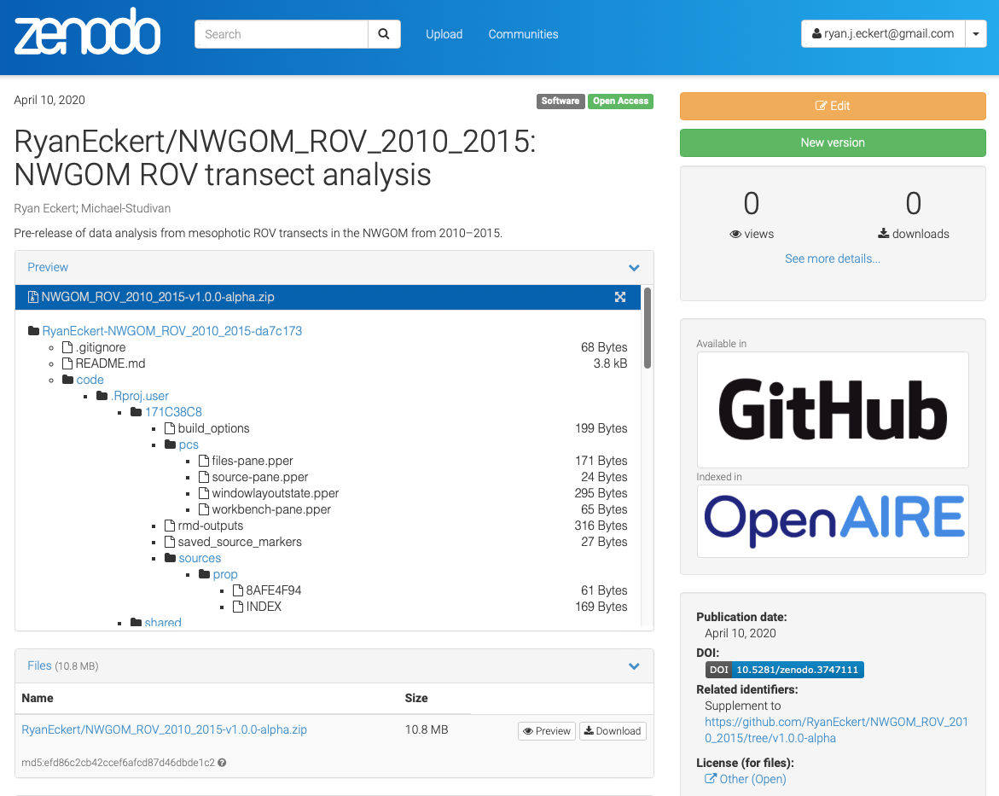 zenodo
Search
Upload
Communities
ryan.j.eckert@gmail.com
April 10, 2020
Software
Open Access
RyanEckert/NWGOM_ROV_2010_2015:
NWGOM ROV transect analysis
Ryan Eckert; Michael-Studivan
Pre-release of data analysis from mesophotic ROV transects in the NWGOM from 2010–2015.
Preview
NWGOM_ROV_2010_2015-v1.0.0-alpha.zip
RyanEckert-NWGOM_ROV_2010_2015-da7c173
.gitignore 68 Bytes
README.md 3.8 kB
code
.Rproj.user
171C38C8
build_options 199 Bytes
pcs
files-pane.pper 171 Bytes
source-pane.pper 24 Bytes
windowlayoutstate.pper 295 Bytes
workbench-pane.pper 65 Bytes
rmd-outputs 316 Bytes
saved_source_markers 27 Bytes
sources
prop
8AFE4F94 61 Bytes
INDEX 169 Bytes
shared
Files (10.8 MB)
Name Size
RyanEckert/NWGOM_ROV_2010_2015-v1.0.0-alpha.zip 10.8 MB Preview Download
md5:efd86c2cb42ccef6afcd87d46dbde1c2
Edit
New version
0 0
views downloads
See more details...
Available in
GitHub
Indexed in
OpenAIRE
Publication date:
April 10, 2020
DOI:
DOI 10.5281/zenodo.3747111
Related identifiers:
Supplement to
https://github.com/RyanEckert/NWGOM_ROV_201
0_2015/tree/v1.0.0-alpha
License (for files):
Other (Open)